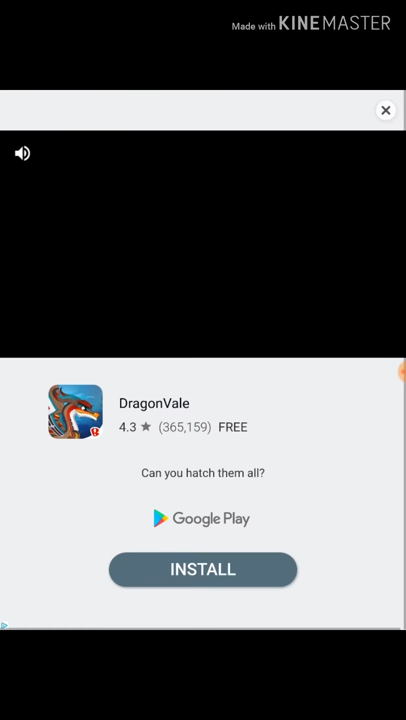 Made with KINEMASTER
DragonVale
4.3 ★ (365,159) FREE
Can you hatch them all?
Google Play
INSTALL